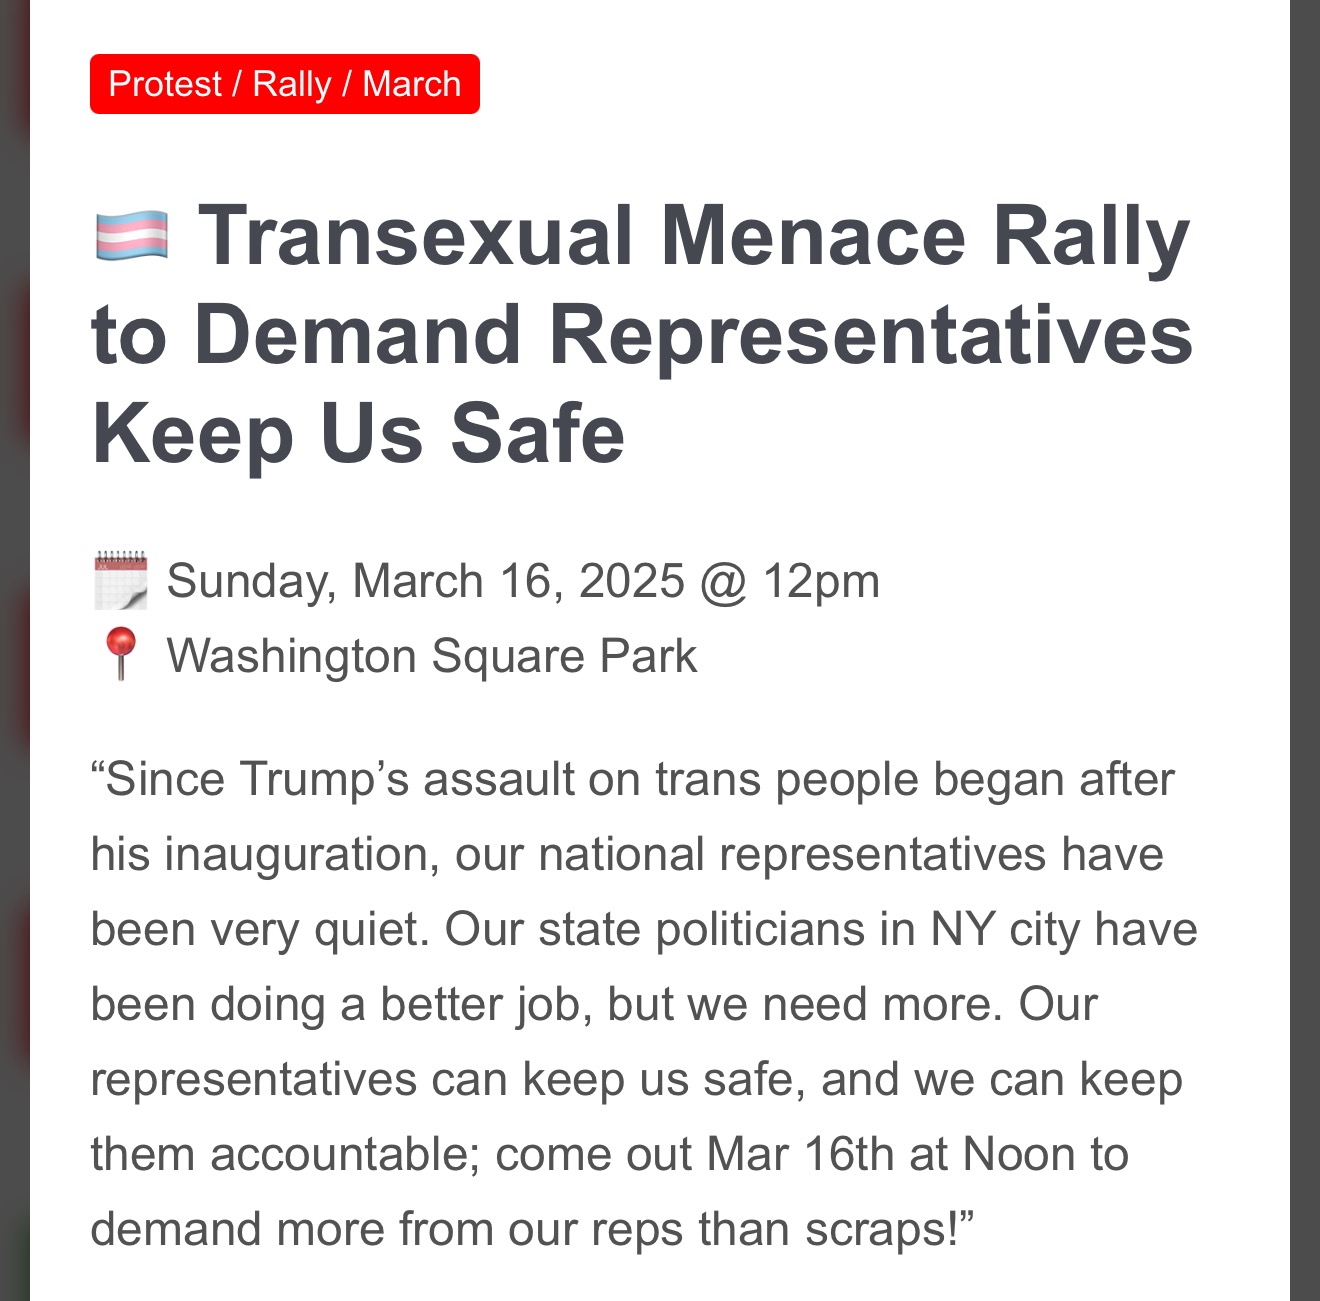 Protest / Rally / March
🏳️‍⚧️ Transexual Menace Rally
to Demand Representatives
Keep Us Safe
🗓️ Sunday, March 16, 2025 @ 12pm
📍 Washington Square Park
“Since Trump’s assault on trans people began after
his inauguration, our national representatives have
been very quiet. Our state politicians in NY city have
been doing a better job, but we need more. Our
representatives can keep us safe, and we can keep
them accountable; come out Mar 16th at Noon to
demand more from our reps than scraps!”